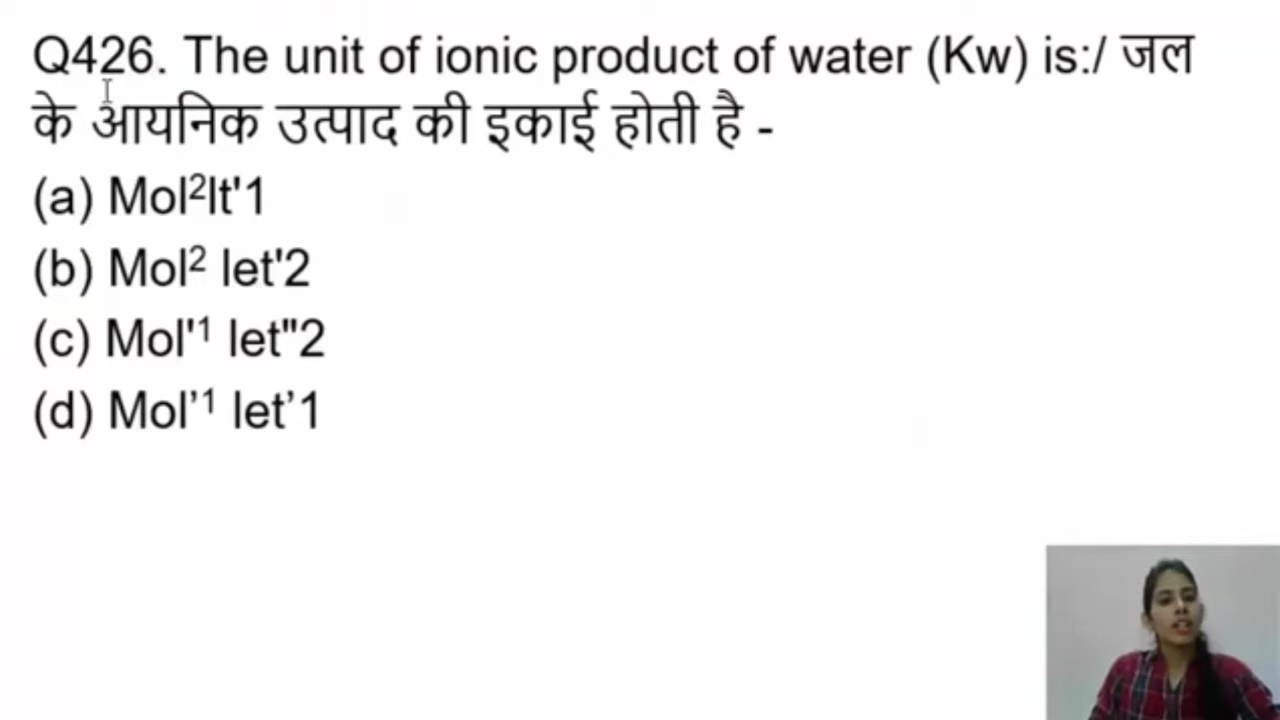 Q426. The unit of ionic product of water (Kw) is:/ जल
के आयनिक उत्पाद की इकाई होती है -
(a) Mol²lt'1
(b) Mol² let'2
(c) Mol'¹ let"2
(d) Mol’¹ let’1